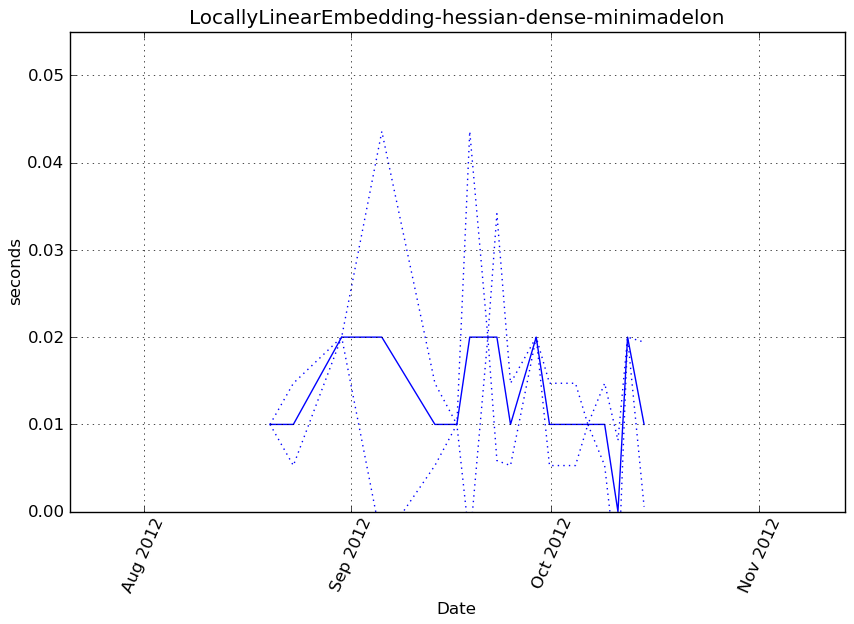 LocallyLinearEmbedding-hessian-dense-minimadelon
0.05
0.04
0.03
0.02
0.01
0.00
seconds
Aug 2012
Sep 2012
Oct 2012
Nov 2012
Date